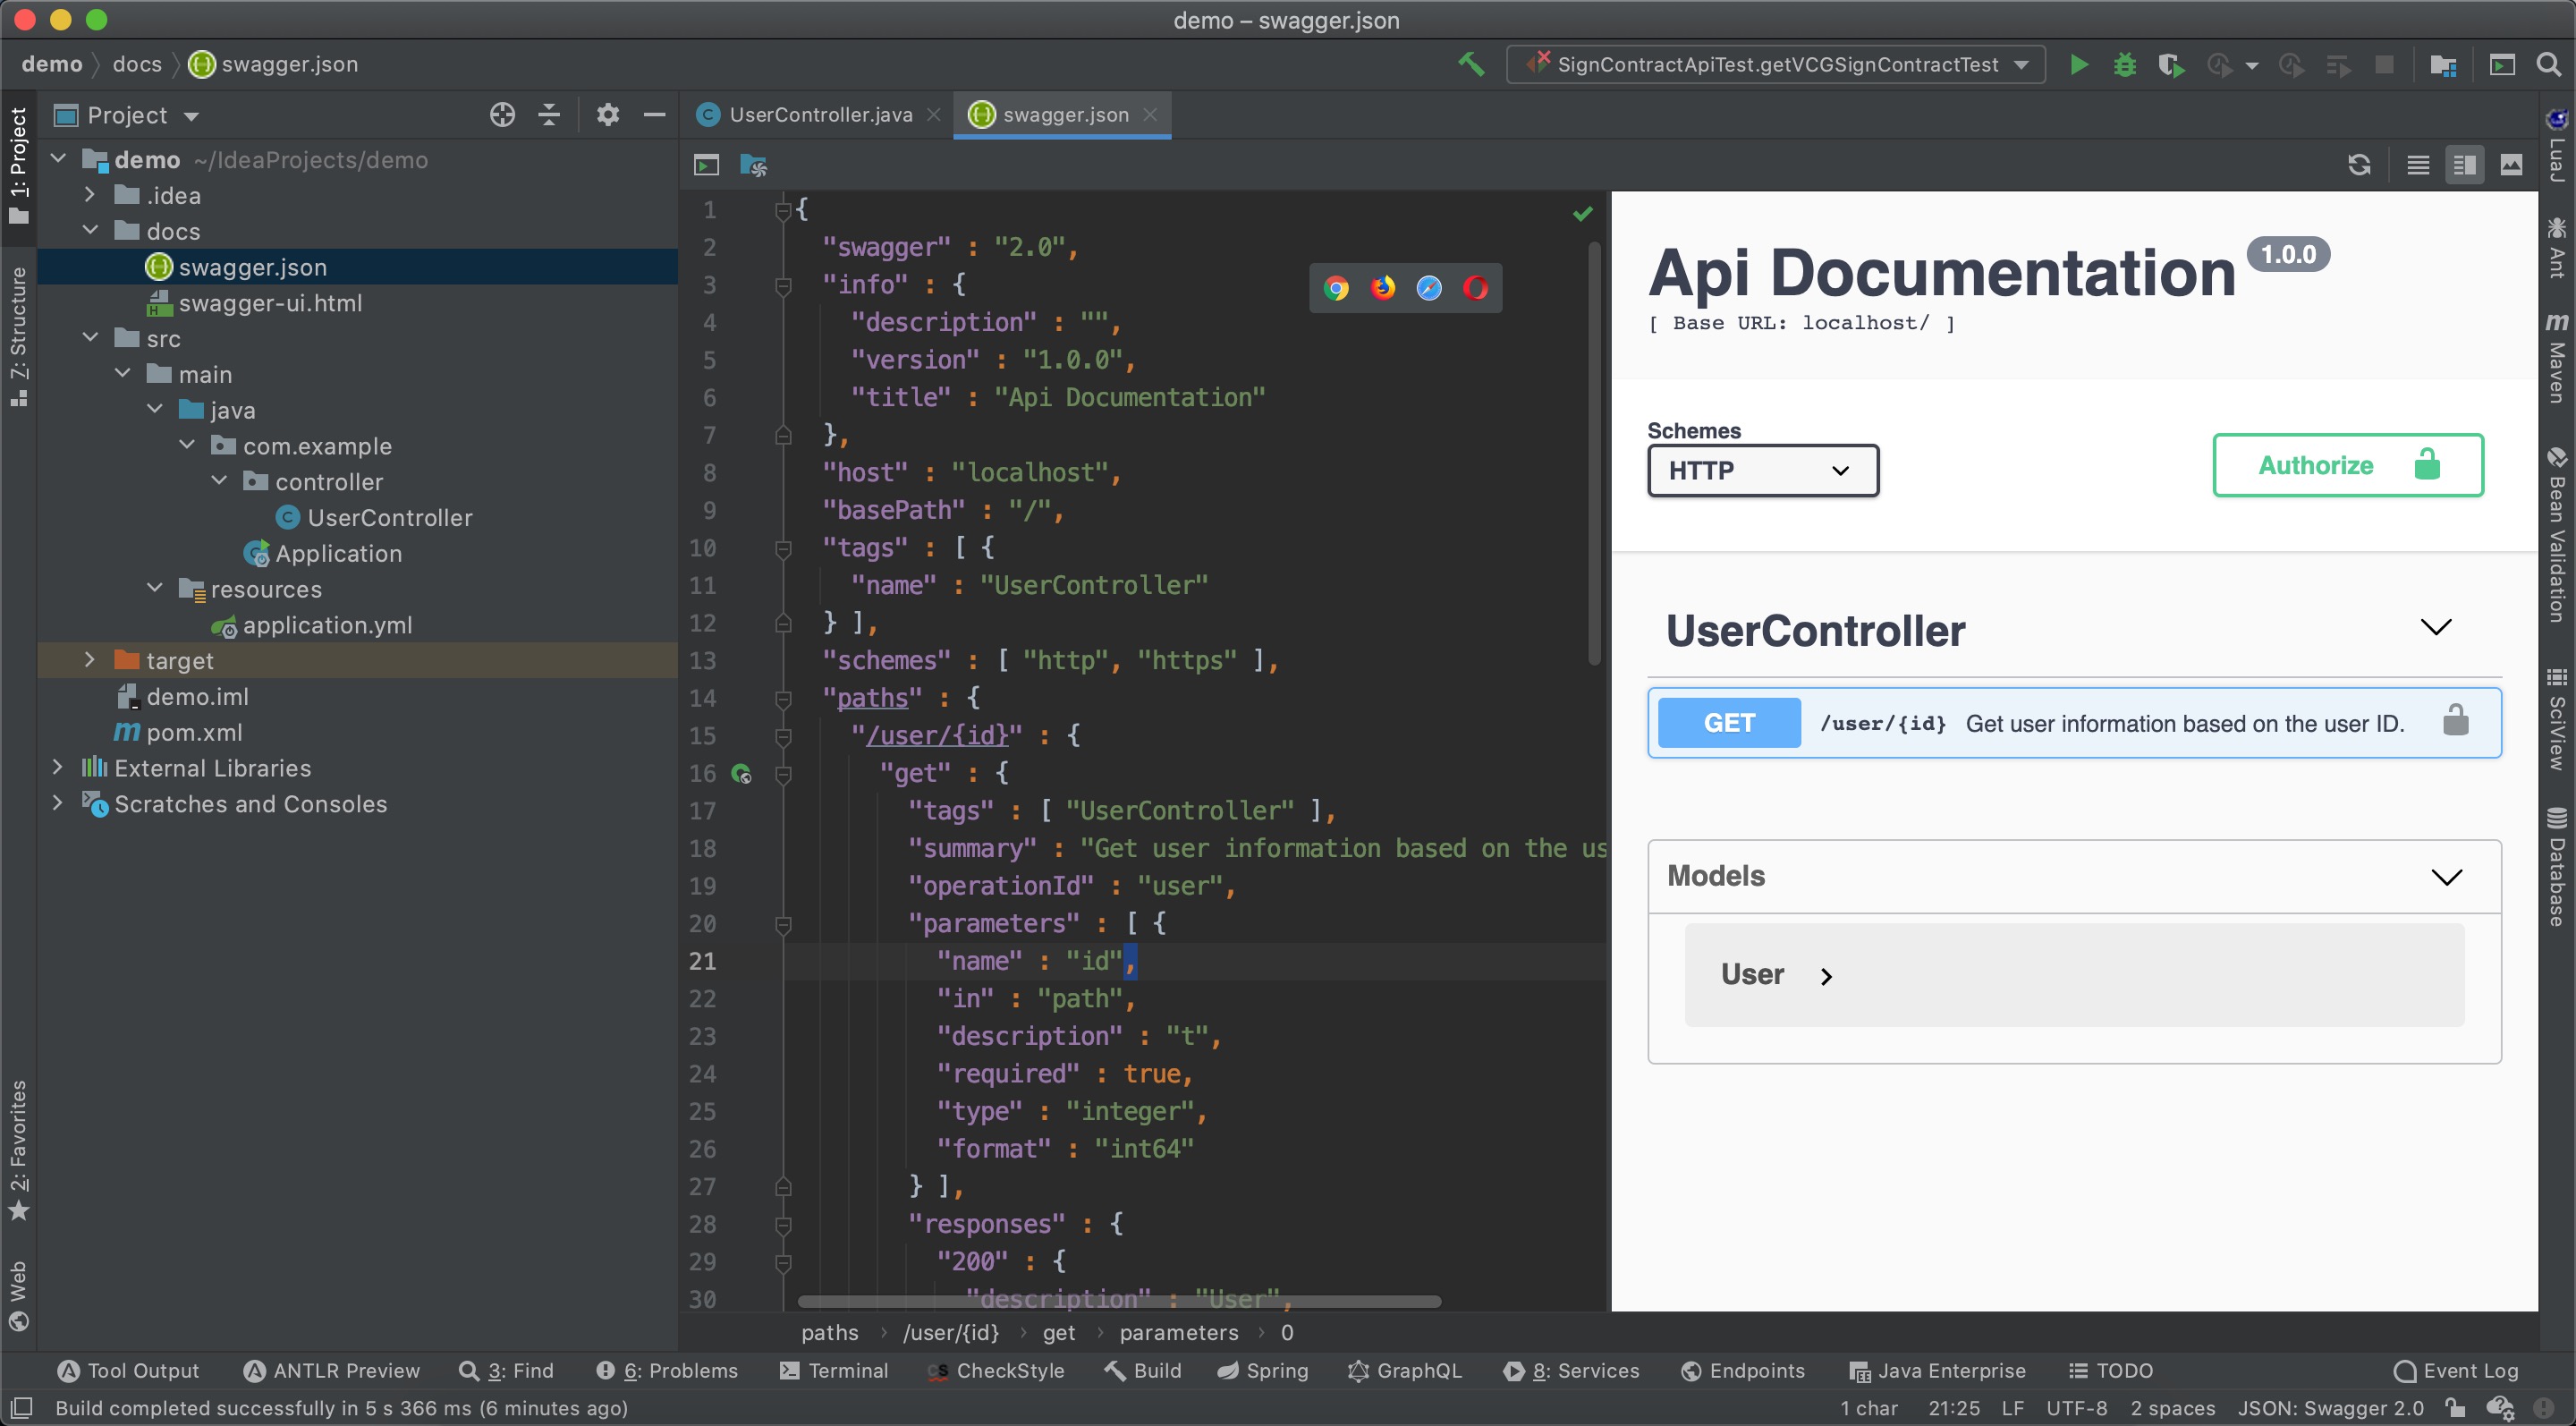 demo – swagger.json
demo docs swagger.json
SignContractApiTest.getVCGSignContractTest
1: Project
Z: Structure
2: Favorites
Web
Project
demo ~/IdeaProjects/demo
.idea
docs
swagger.json
swagger-ui.html
src
main
java
com.example
controller
UserController
Application
resources
application.yml
target
demo.iml
pom.xml
External Libraries
Scratches and Consoles
UserController.java swagger.json
1 {
2 "swagger" : "2.0",
3 "info" : {
4 "description" : "",
5 "version" : "1.0.0",
6 "title" : "Api Documentation"
7 },
8 "host" : "localhost",
9 "basePath" : "/",
10 "tags" : [ {
11 "name" : "UserController"
12 } ],
13 "schemes" : [ "http", "https" ],
14 "paths" : {
15 "/user/{id}" : {
16 "get" : {
17 "tags" : [ "UserController" ],
18 "summary" : "Get user information based on the us
19 "operationId" : "user",
20 "parameters" : [ {
21 "name" : "id",
22 "in" : "path",
23 "description" : "t",
24 "required" : true,
25 "type" : "integer",
26 "format" : "int64"
27 } ],
28 "responses" : {
29 "200" : {
30 "description" : "User",
paths /user/{id} get parameters 0
Api Documentation 1.0.0
[ Base URL: localhost/ ]
Schemes
HTTP
Authorize
UserController
GET /user/{id} Get user information based on the user ID.
Models
User
LuaJ
Ant
m Maven
Bean Validation
SciView
Database
Tool Output ANTLR Preview 3: Find 6: Problems Terminal CheckStyle Build Spring GraphQL 8: Services Endpoints Java Enterprise TODO Event Log
Build completed successfully in 5 s 366 ms (6 minutes ago) 1 char 21:25 LF UTF-8 2 spaces JSON: Swagger 2.0